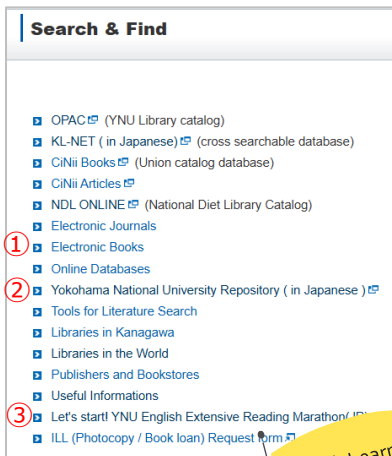 Search & Find
OPAC (YNU Library catalog)
KL-NET ( in Japanese) (cross searchable database)
CiNii Books (Union catalog database)
CiNii Articles
NDL ONLINE (National Diet Library Catalog)
Electronic Journals
① Electronic Books
Online Databases
② Yokohama National University Repository ( in Japanese )
Tools for Literature Search
Libraries in Kanagawa
Libraries in the World
Publishers and Bookstores
Useful Informations
③ Let's start! YNU English Extensive Reading Marathon(
ILL (Photocopy / Book loan) Request form